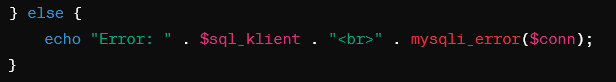 } else {
echo "Error: " . $sql_klient . "<br>" . mysqli_error($conn);
}